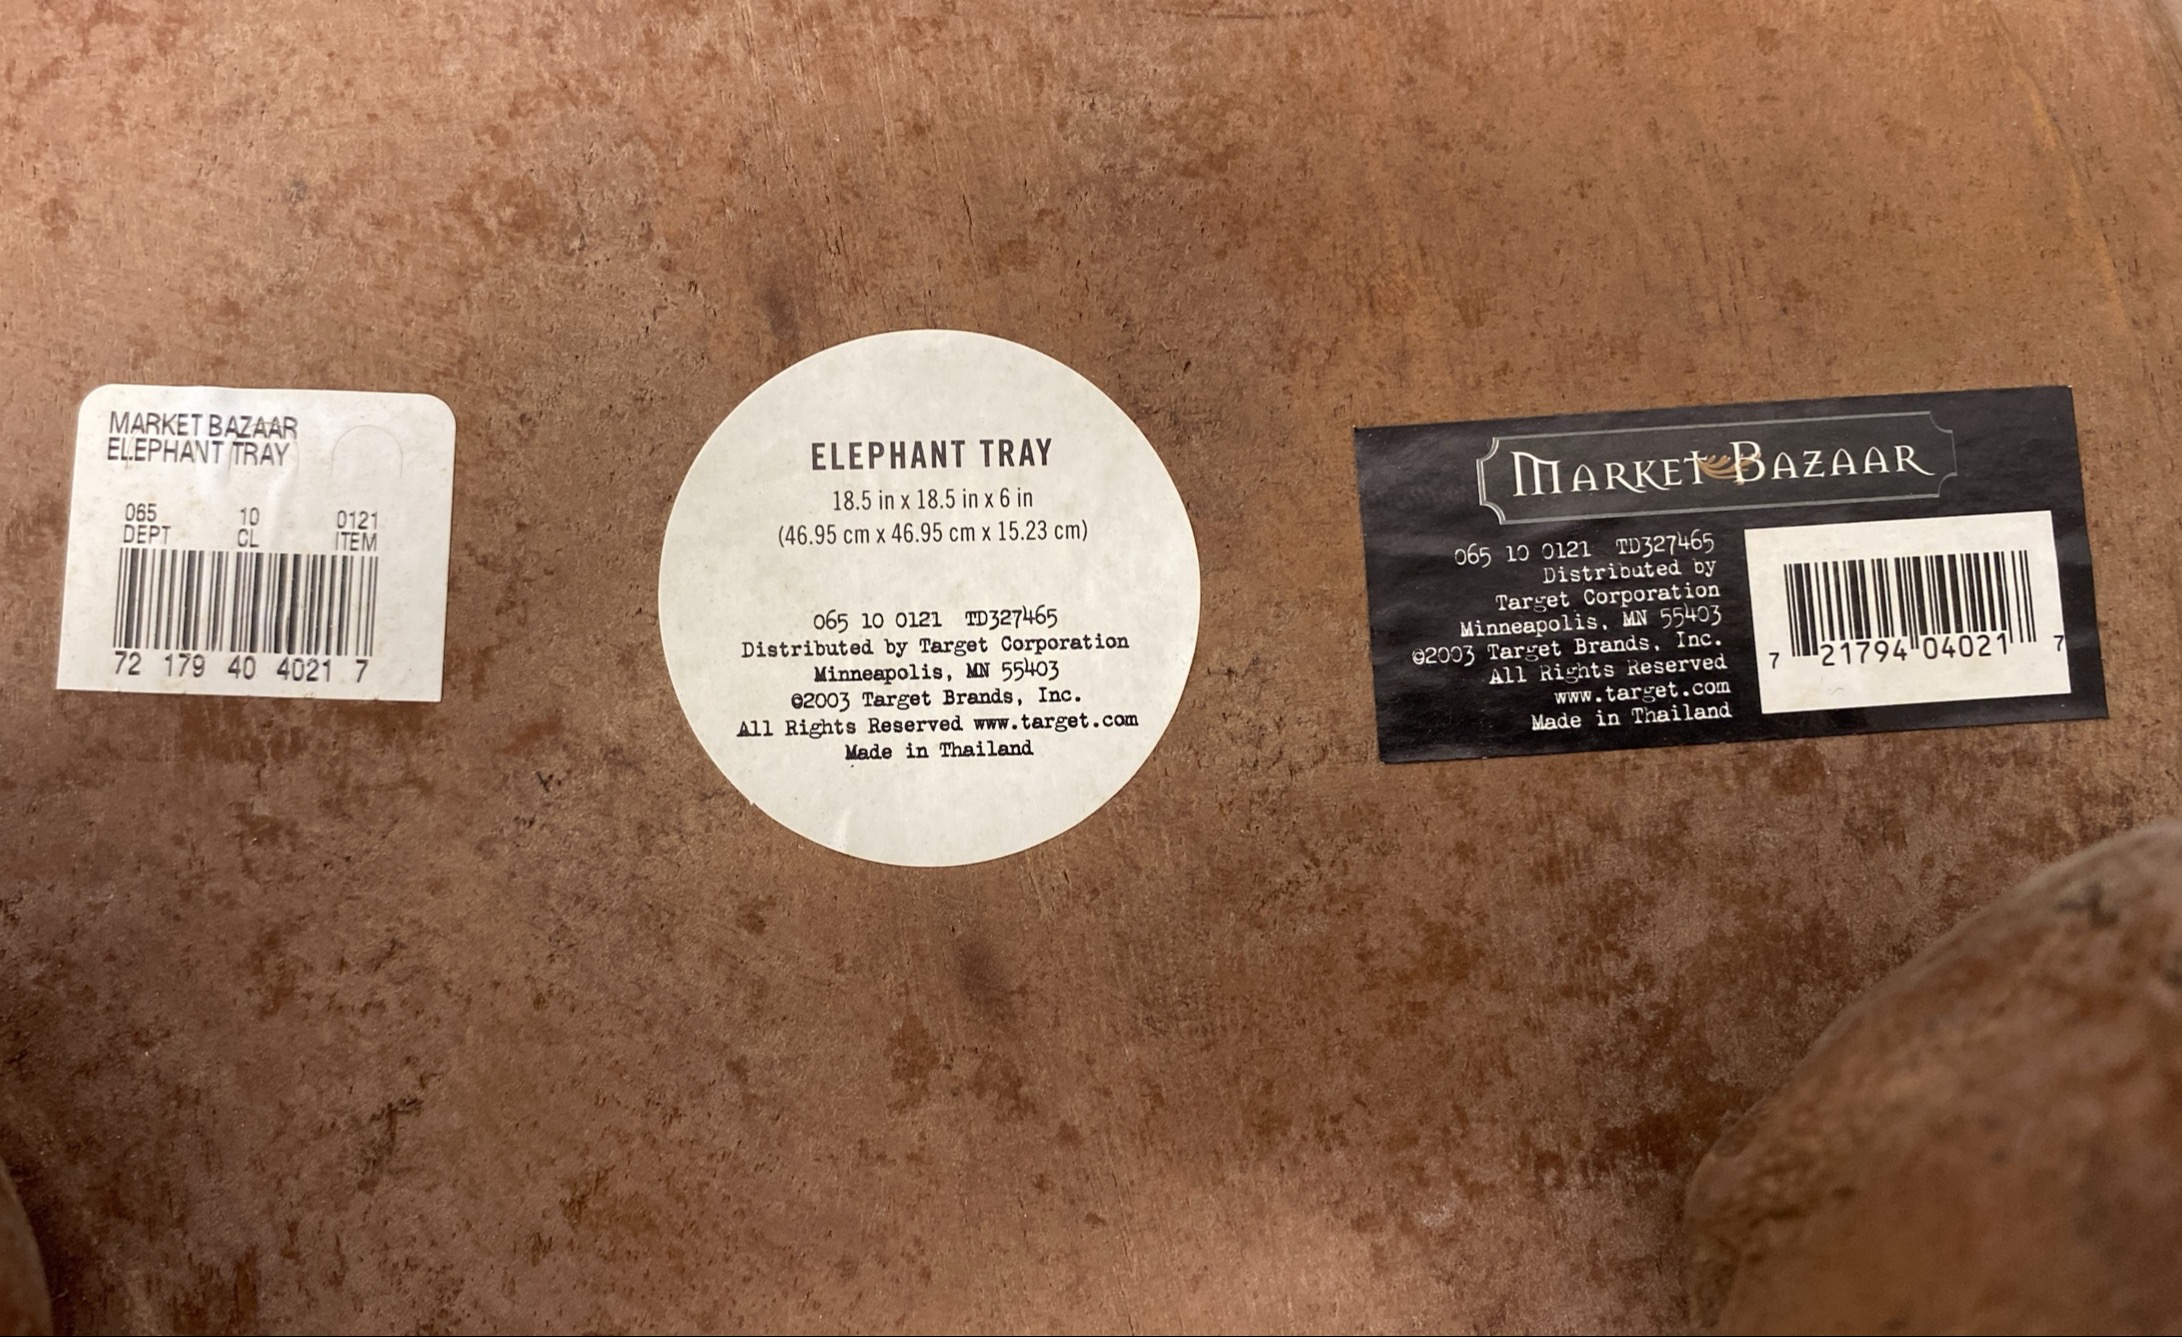 MARKET BAZAAR
ELEPHANT TRAY
065 10 0121
DEPT CL ITEM
72 179 40 4021 7
ELEPHANT TRAY
18.5 in x 18.5 in x 6 in
(46.95 cm x 46.95 cm x 15.23 cm)
065 10 0121 TD327465
Distributed by Target Corporation
Minneapolis, MN 55403
©2003 Target Brands, Inc.
All Rights Reserved www.target.com
Made in Thailand
MARKET BAZAAR
065 10 0121 TD327465
Distributed by
Target Corporation
Minneapolis, MN 55403
©2003 Target Brands, Inc.
All Rights Reserved
www.target.com
Made in Thailand
7 21794 04021 7